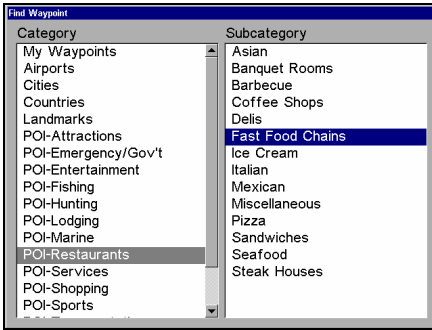 Find Waypoint
Category
My Waypoints
Airports
Cities
Countries
Landmarks
POI-Attractions
POI-Emergency/Gov't
POI-Entertainment
POI-Fishing
POI-Hunting
POI-Lodging
POI-Marine
POI-Restaurants
POI-Services
POI-Shopping
POI-Sports
Subcategory
Asian
Banquet Rooms
Barbecue
Coffee Shops
Delis
Fast Food Chains
Ice Cream
Italian
Mexican
Miscellaneous
Pizza
Sandwiches
Seafood
Steak Houses